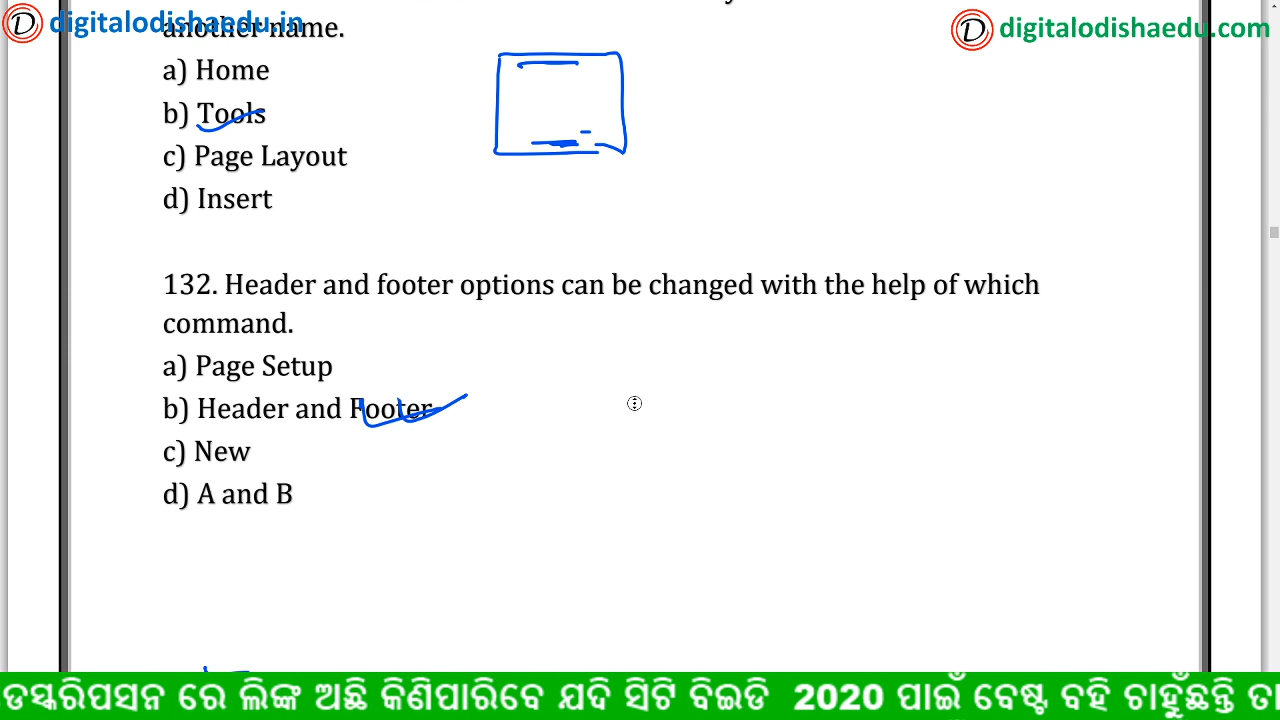 digitalodishaedu.in
digitalodishaedu.com
another name.
a) Home
b) Tools
c) Page Layout
d) Insert
132. Header and footer options can be changed with the help of which
command.
a) Page Setup
b) Header and Footer
c) New
d) A and B
ଡସ୍କରିପସନ ରେ ଲିଙ୍କ ଅଛି କିଣିପାରିବେ ଯଦି ସିଟି ବିଇଡି 2020 ପାଇଁ ବେଷ୍ଟ ବହି ଚାହୁଁଛନ୍ତି ତା